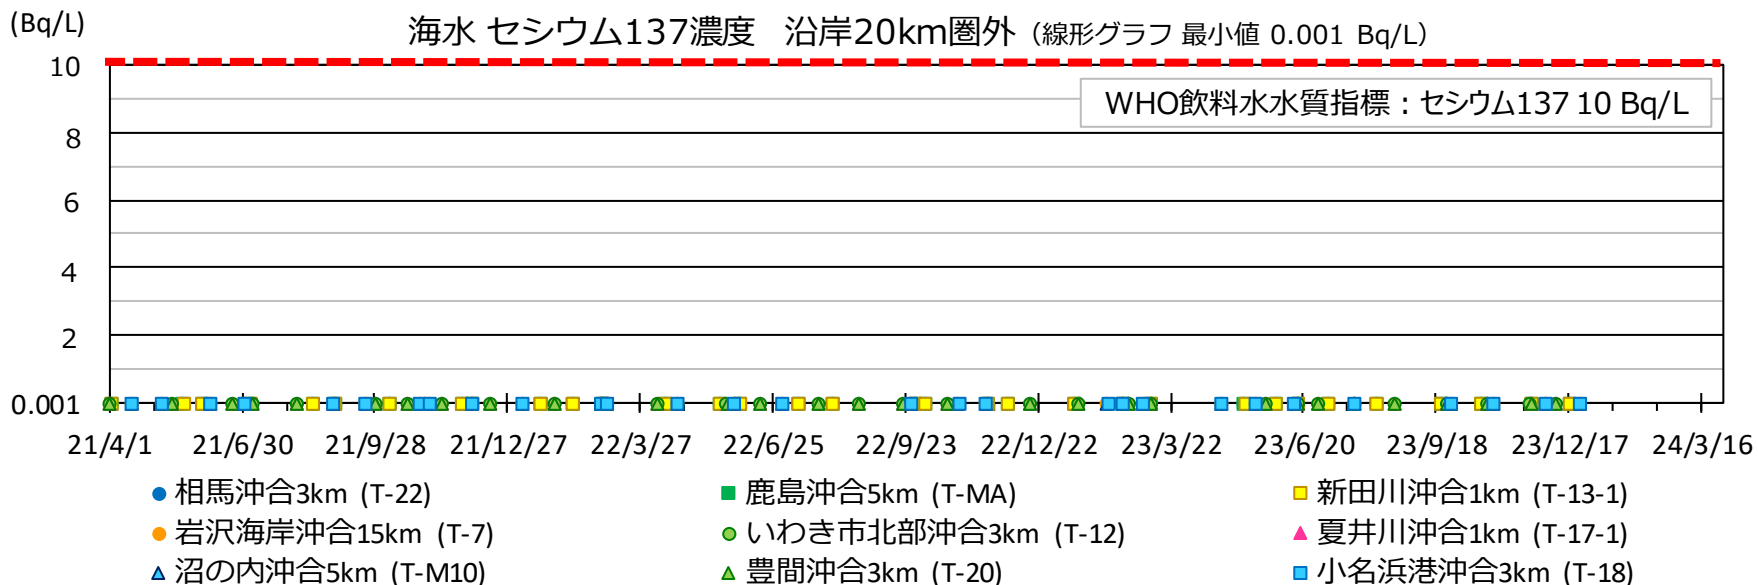 (Bq/L)
海水 セシウム137濃度 沿岸20km圏外（線形グラフ 最小値 0.001 Bq/L）
10
WHO飲料水水質指標：セシウム137 10 Bq/L
8
6
4
2
0.001
21/4/1 21/6/30 21/9/28 21/12/27 22/3/27 22/6/25 22/9/23 22/12/22 23/3/22 23/6/20 23/9/18 23/12/17 24/3/16
相馬沖合3km (T-22) 鹿島沖合5km (T-MA) 新田川沖合1km (T-13-1)
岩沢海岸沖合15km (T-7) いわき市北部沖合3km (T-12) 夏井川沖合1km (T-17-1)
沼の内沖合5km (T-M10) 豊間沖合3km (T-20) 小名浜港沖合3km (T-18)